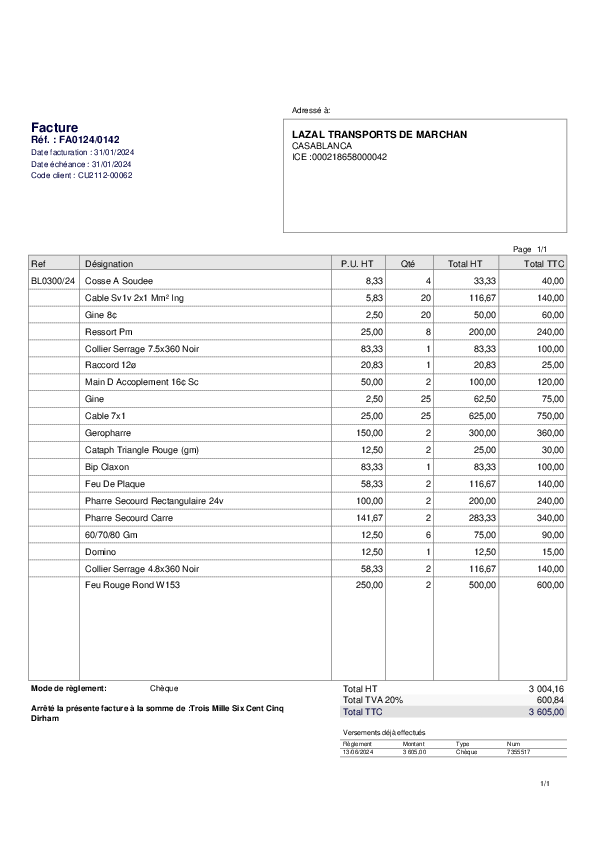 Adressé à:
Facture
Réf. : FA0124/0142
Date facturation : 31/01/2024
Date échéance : 31/01/2024
Code client : CU2112-00062
LAZAL TRANSPORTS DE MARCHAN
CASABLANCA
ICE :000218658000042
Page 1/1
Ref Désignation P.U. HT Qté Total HT Total TTC
BL0300/24 Cosse A Soudee 8,33 4 33,33 40,00
Cable Sv1v 2x1 Mm² Ing 5,83 20 116,67 140,00
Gine 8¢ 2,50 20 50,00 60,00
Ressort Pm 25,00 8 200,00 240,00
Collier Serrage 7.5x360 Noir 83,33 1 83,33 100,00
Raccord 12ø 20,83 1 20,83 25,00
Main D Accoplement 16¢ Sc 50,00 2 100,00 120,00
Gine 2,50 25 62,50 75,00
Cable 7x1 25,00 25 625,00 750,00
Geropharre 150,00 2 300,00 360,00
Cataph Triangle Rouge (gm) 12,50 2 25,00 30,00
Bip Claxon 83,33 1 83,33 100,00
Feu De Plaque 58,33 2 116,67 140,00
Pharre Secourd Rectangulaire 24v 100,00 2 200,00 240,00
Pharre Secourd Carre 141,67 2 283,33 340,00
60/70/80 Gm 12,50 6 75,00 90,00
Domino 12,50 1 12,50 15,00
Collier Serrage 4.8x360 Noir 58,33 2 116,67 140,00
Feu Rouge Rond W153 250,00 2 500,00 600,00
Mode de règlement: Chèque
Arrêté la présente facture à la somme de :Trois Mille Six Cent Cinq
Dirham
Total HT 3 004,16
Total TVA 20% 600,84
Total TTC 3 605,00
Versements déjà effectués
Règlement Montant Type Num
13/06/2024 3 605,00 Chèque 7355517
1/1